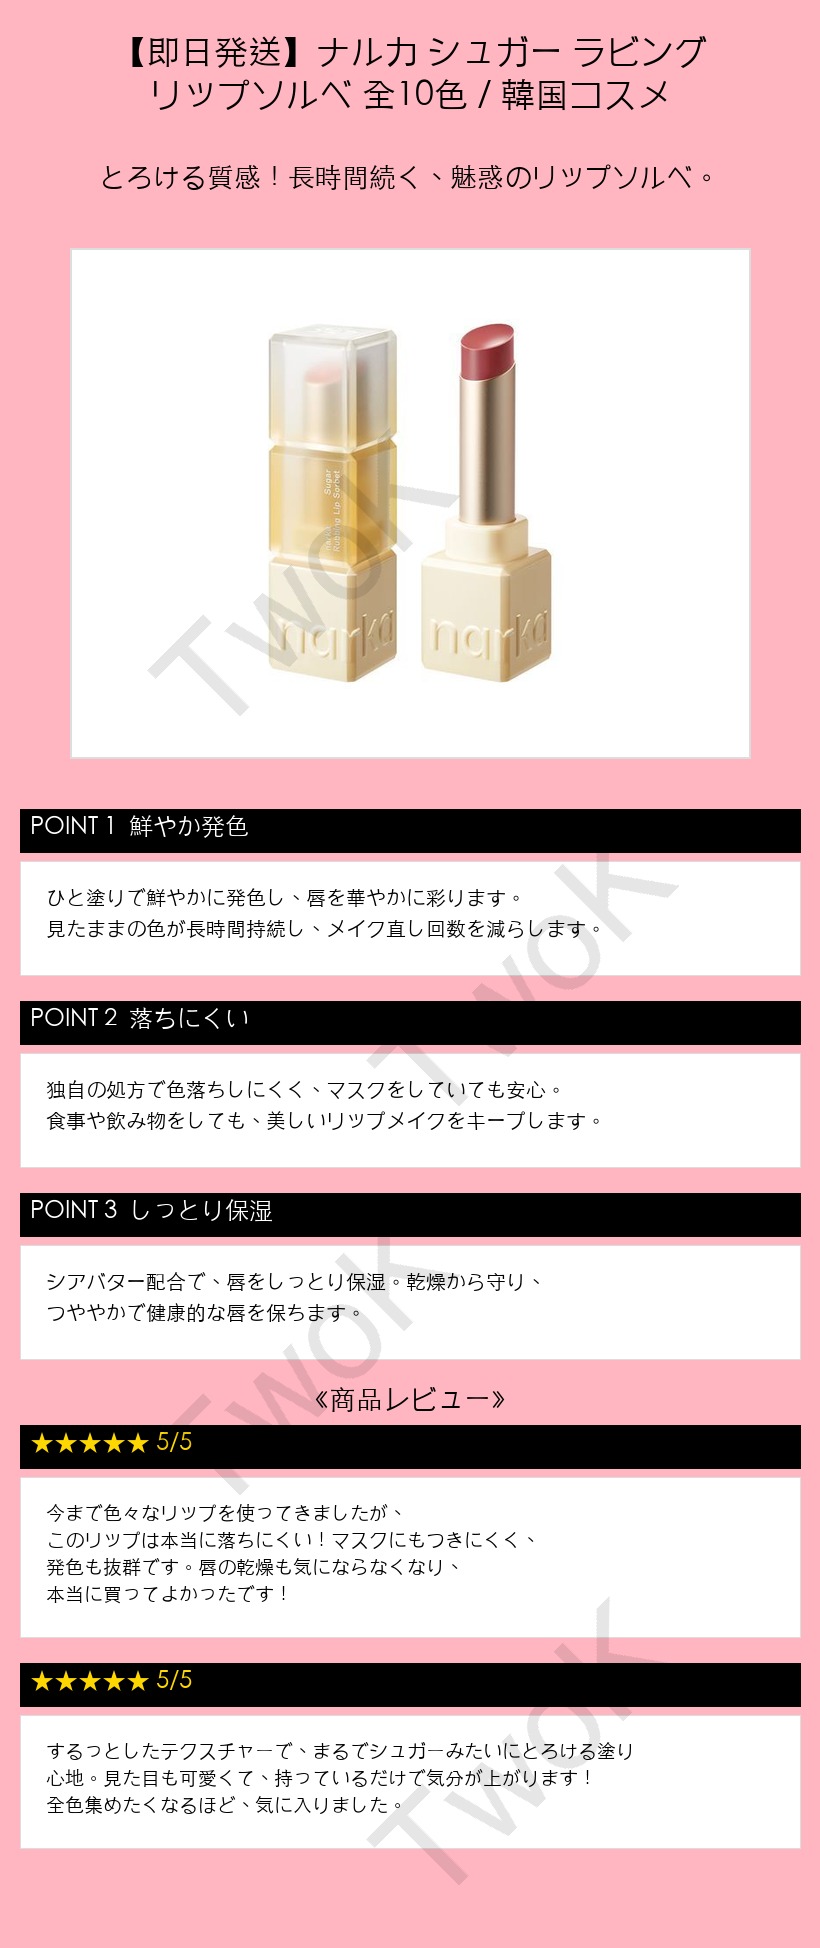 【即日発送】ナルカ シュガー ラビング
リップソルベ 全10色 / 韓国コスメ
とろける質感！長時間続く、魅惑のリップソルベ。
Sugar
narka
Rubbing Lip Sorbet
narka
narka
TwoK
POINT 1 鮮やか発色
ひと塗りで鮮やかに発色し、唇を華やかに彩ります。
見たままの色が長時間持続し、メイク直し回数を減らします。
TwoK
POINT 2 落ちにくい
独自の処方で色落ちしにくく、マスクをしていても安心。
食事や飲み物をしても、美しいリップメイクをキープします。
POINT 3 しっとり保湿
シアバター配合で、唇をしっとり保湿。乾燥から守り、
つややかで健康的な唇を保ちます。
TwoK
《商品レビュー》
★★★★★ 5/5
今まで色々なリップを使ってきましたが、
このリップは本当に落ちにくい！マスクにもつきにくく、
発色も抜群です。唇の乾燥も気にならなくなり、
本当に買ってよかったです！
★★★★★ 5/5
するっとしたテクスチャーで、まるでシュガーみたいにとろける塗り
心地。見た目も可愛くて、持っているだけで気分が上がります！
全色集めたくなるほど、気に入りました。
TwoK